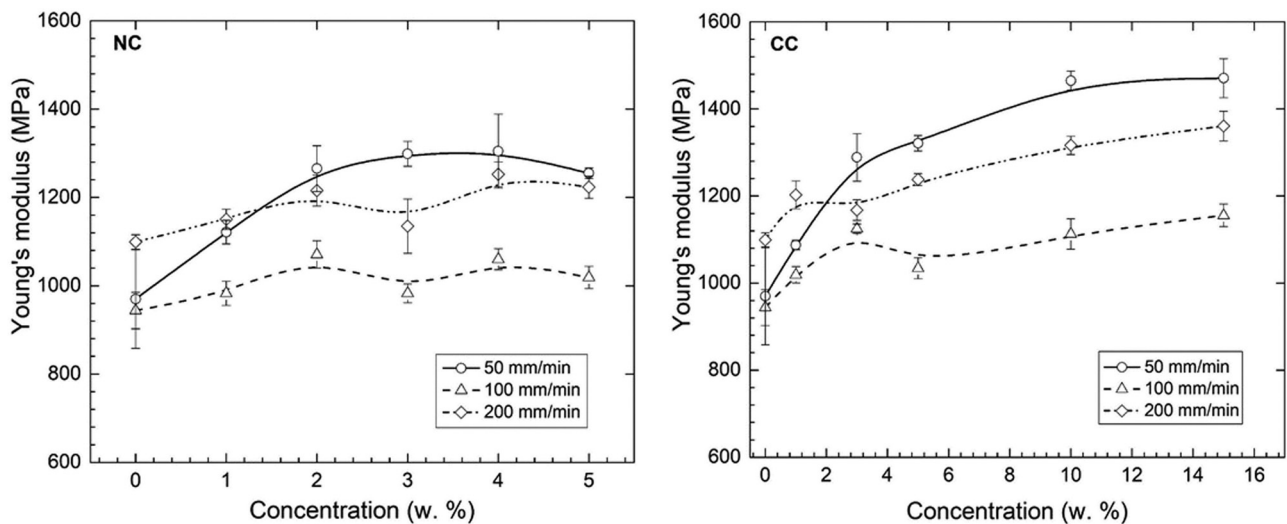 NC
Young's modulus (MPa)
1600
1400
1200
1000
800
600
0 1 2 3 4 5
Concentration (w. %)
50 mm/min
100 mm/min
200 mm/min
CC
Young's modulus (MPa)
1600
1400
1200
1000
800
600
0 2 4 6 8 10 12 14 16
Concentration (w. %)
50 mm/min
100 mm/min
200 mm/min